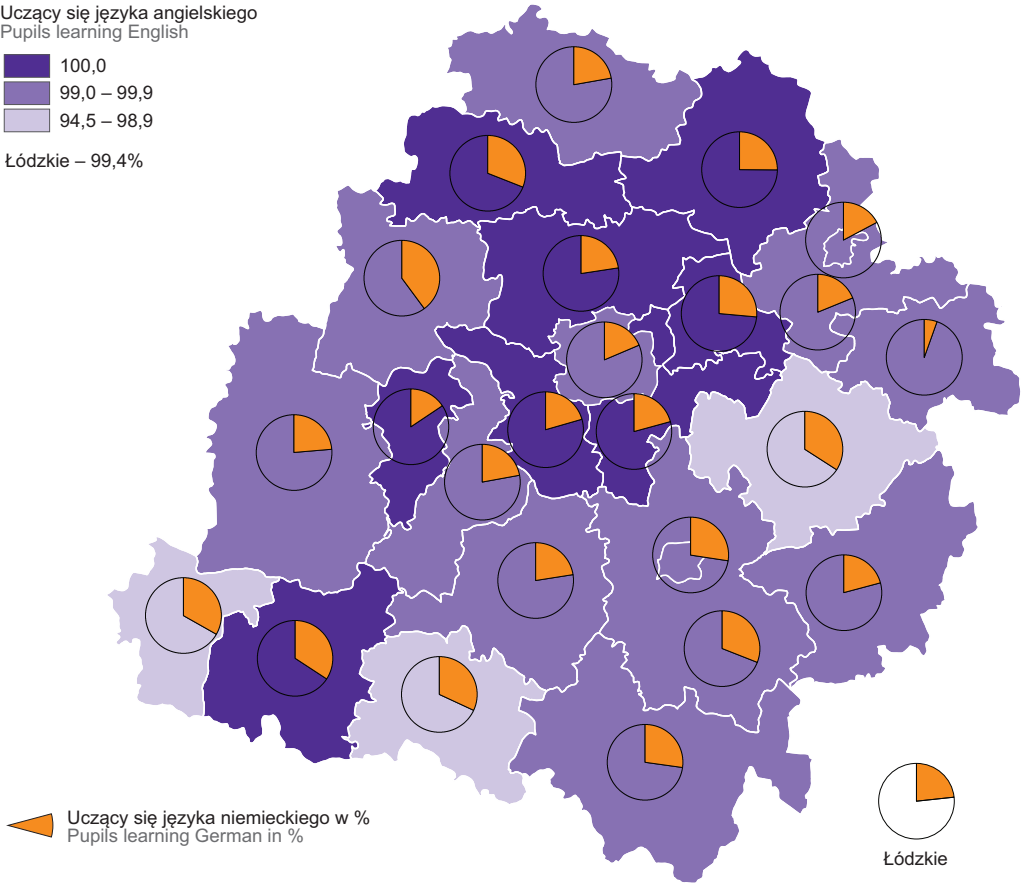 Uczący się języka angielskiego
Pupils learning English
100,0
99,0 – 99,9
94,5 – 98,9
Łódzkie – 99,4%
Uczący się języka niemieckiego w %
Pupils learning German in %
Łódzkie